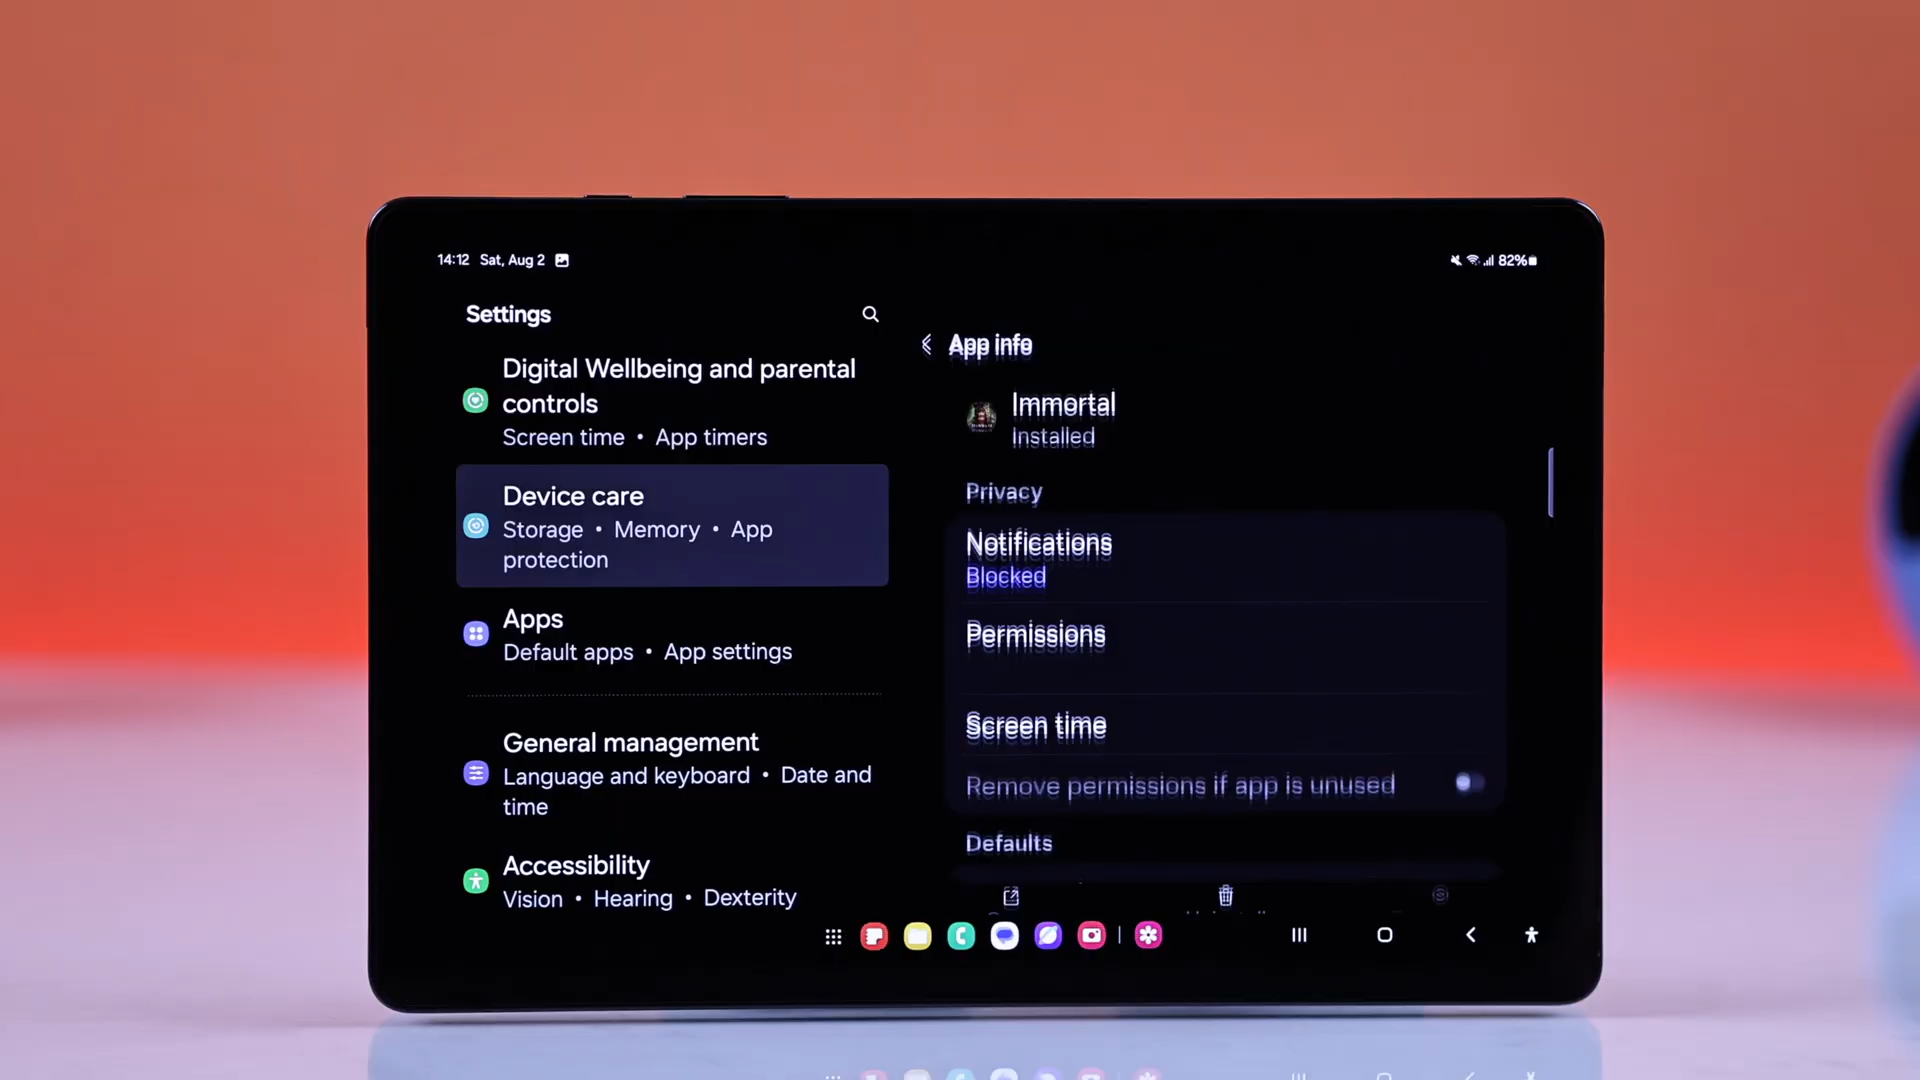 14:12 Sat, Aug 2
82%
Settings
Digital Wellbeing and parental
controls
Screen time • App timers
Device care
Storage • Memory • App
protection
Apps
Default apps • App settings
General management
Language and keyboard • Date and
time
Accessibility
Vision • Hearing • Dexterity
App info
Immortal
Installed
Privacy
Notifications
Blocked
Permissions
Screen time
Remove permissions if app is unused
Defaults